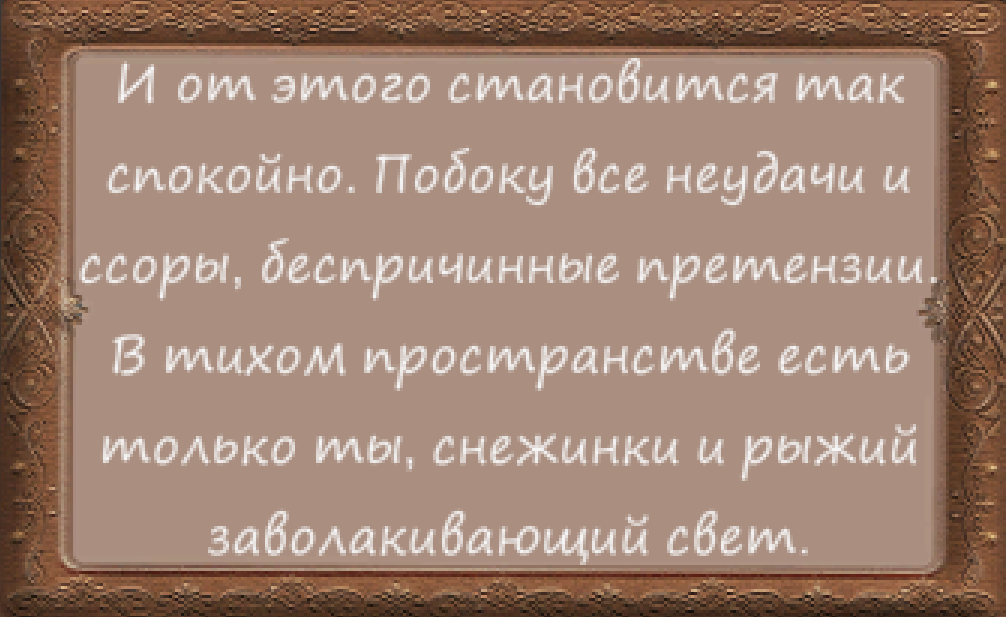 И от этого становится так
спокойно. Побоку все неудачи и
ссоры, беспричинные претензии.
В тихом пространстве есть
только ты, снежинки и рыжий
заволакивающий свет.